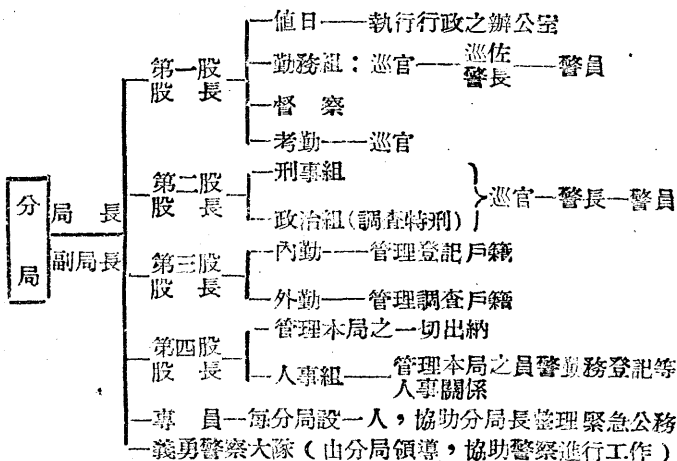 分局
局長
副局長
第一股
股長
值日——執行行政之辦公室
勤務組：巡官——巡佐警長——警員
督察
考勤——巡官
第二股
股長
刑事組
政治組(調查特刑)
巡官—警長—警員
第三股
股長
內勤——管理登記戶籍
外勤——管理調查戶籍
第四股
股長
管理本局之一切出納
人事組——管理本局之員警勤務登記等
人事關係
專員—每分局設一人，協助分局長整理緊急公務
義勇警察大隊（由分局領導，協助警察進行工作）